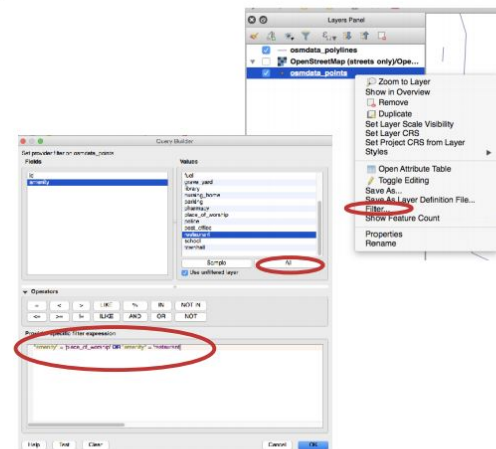 Layers Panel
osmdata_polylines
OpenStreetMap (streets only)/Ope...
osmdata_points
Zoom to Layer
Show in Overview
Remove
Duplicate
Set Layer Scale Visibility
Set Layer CRS
Set Project CRS from Layer
Styles
Open Attribute Table
Toggle Editing
Save As...
Save As Layer Definition File...
Filter...
Show Feature Count
Properties
Rename
Query Builder
Set provider filter on osmdata_points
Fields
Values
amenity
fuel
grave_yard
library
nursing_home
parking
pharmacy
place_of_worship
police
post_office
restaurant
school
townhall
Sample
All
Use unfiltered layer
Operators
= < > LIKE % IN NOT IN
<= >= != ILIKE AND OR NOT
Provider specific filter expression
"amenity" = 'place_of_worship' OR "amenity" = 'restaurant'
Help Test Clear Cancel OK